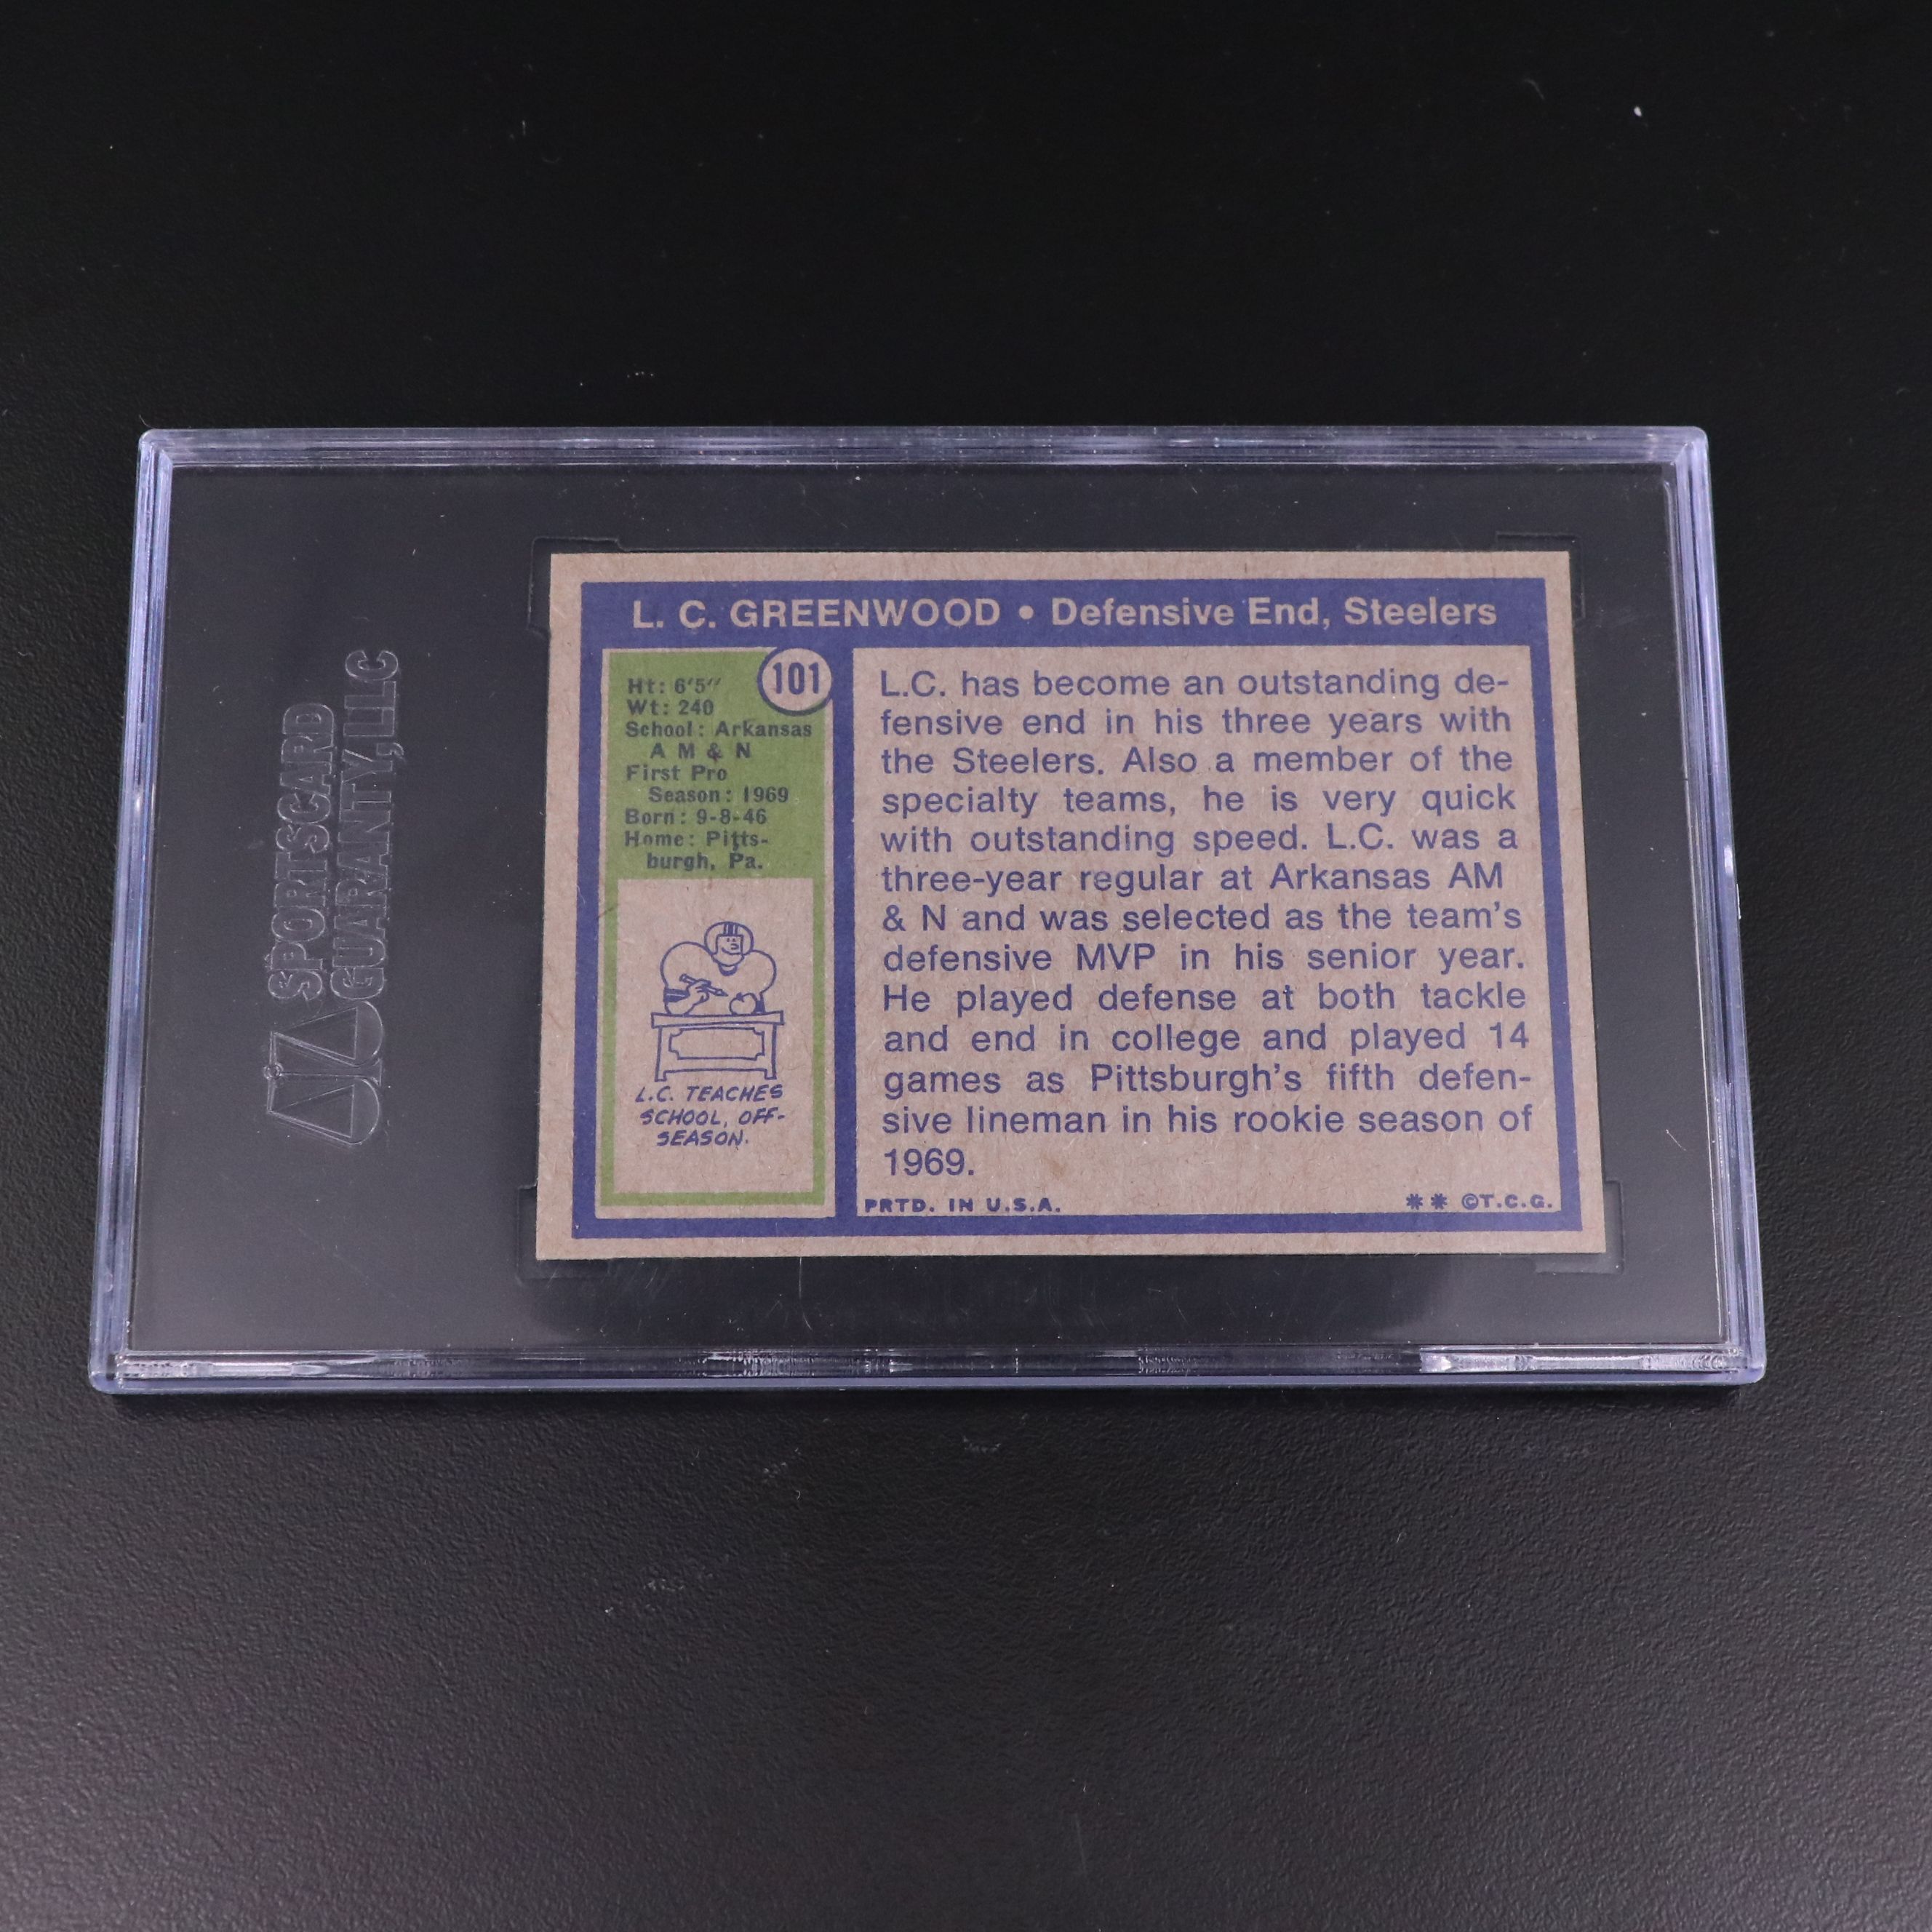 SPORTSCARD
GUARANTY, LLC
L. C. GREENWOOD • Defensive End, Steelers
101
Ht: 6'5"
Wt: 240
School: Arkansas
A M & N
First Pro
Season: 1969
Born: 9-8-46
Home: Pitts-
burgh, Pa.
L.C. TEACHES
SCHOOL, OFF-
SEASON.
L.C. has become an outstanding de-
fensive end in his three years with
the Steelers. Also a member of the
specialty teams, he is very quick
with outstanding speed. L.C. was a
three-year regular at Arkansas AM
& N and was selected as the team's
defensive MVP in his senior year.
He played defense at both tackle
and end in college and played 14
games as Pittsburgh's fifth defen-
sive lineman in his rookie season of
1969.
PRTD. IN U.S.A.
** ©T.C.G.